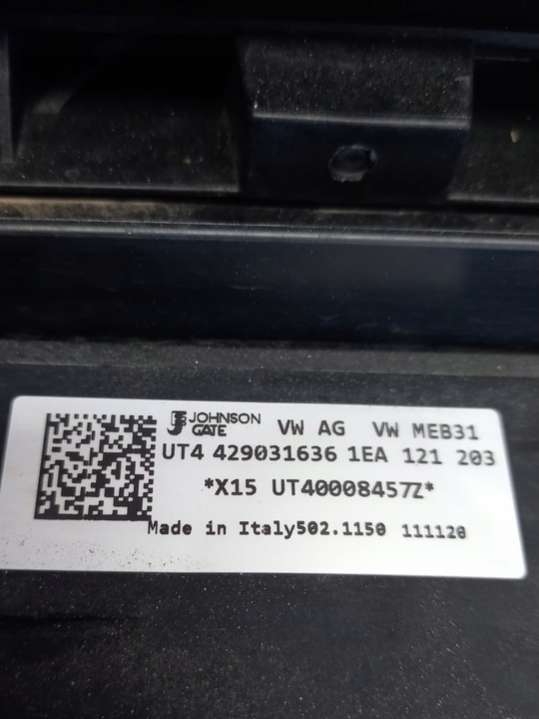 JOHNSON
GATE
VW AG VW MEB31
UT4 429031636 1EA 121 203
*X15 UT40008457Z*
Made in Italy502.1150 111120